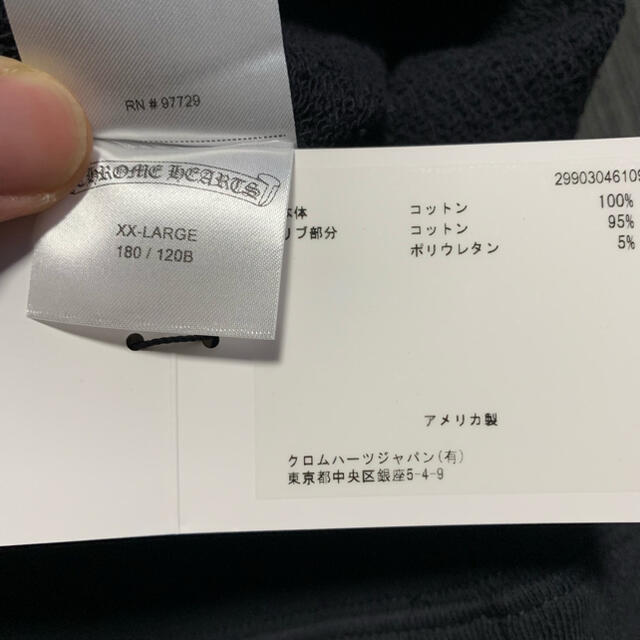 RN # 97729
CHROME HEARTS
XX-LARGE
180 / 120B
29903046109
本体 コットン 100%
リブ部分 コットン 95%
ポリウレタン 5%
アメリカ製
クロムハーツジャパン(有)
東京都中央区銀座5-4-9